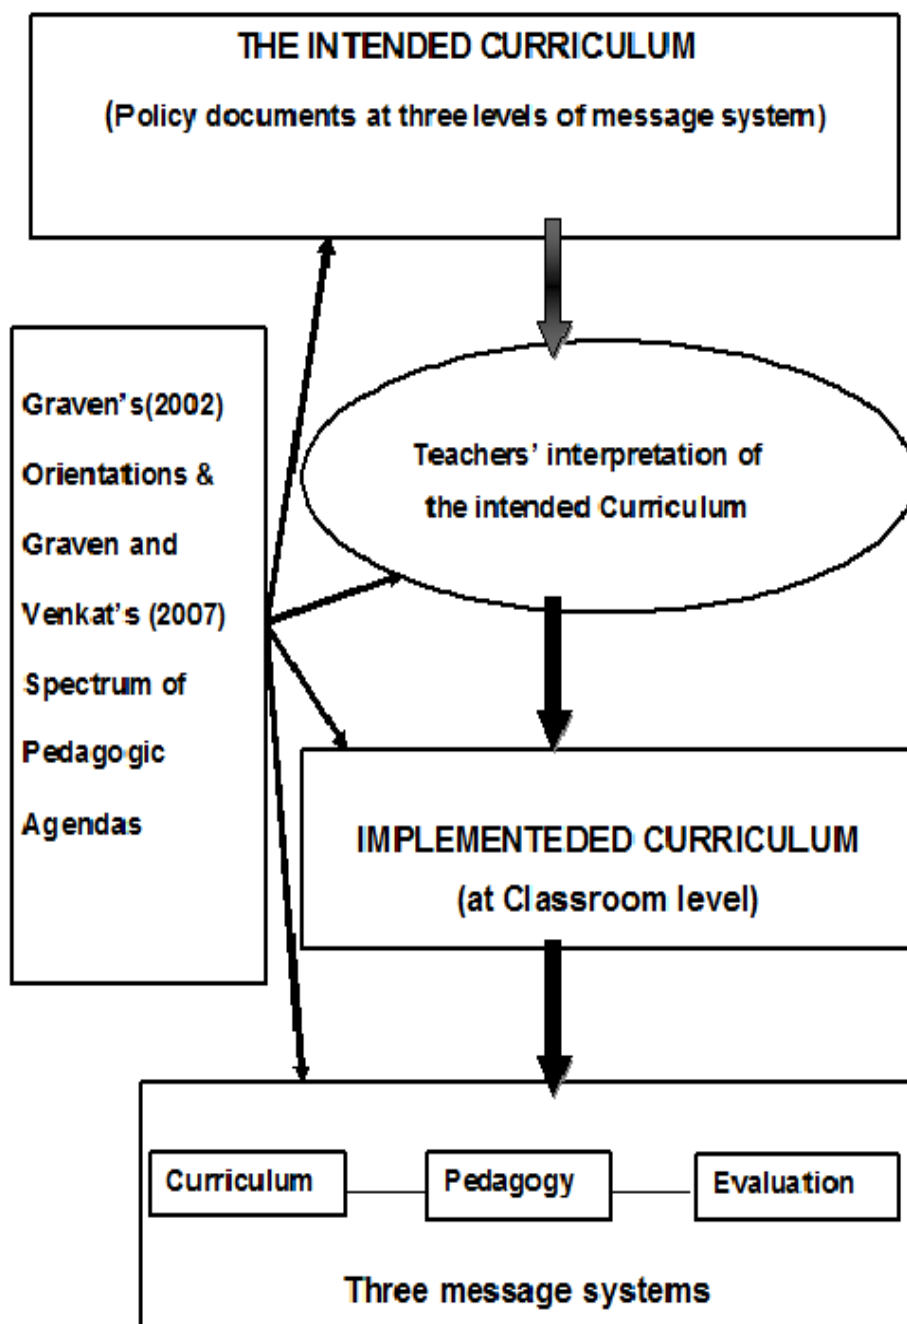 THE INTENDED CURRICULUM
(Policy documents at three levels of message system)
Graven's(2002)
Orientations &
Graven and
Venkat's (2007)
Spectrum of
Pedagogic
Agendas
Teachers' interpretation of
the intended Curriculum
IMPLEMENTEDED CURRICULUM
(at Classroom level)
Curriculum
Pedagogy
Evaluation
Three message systems